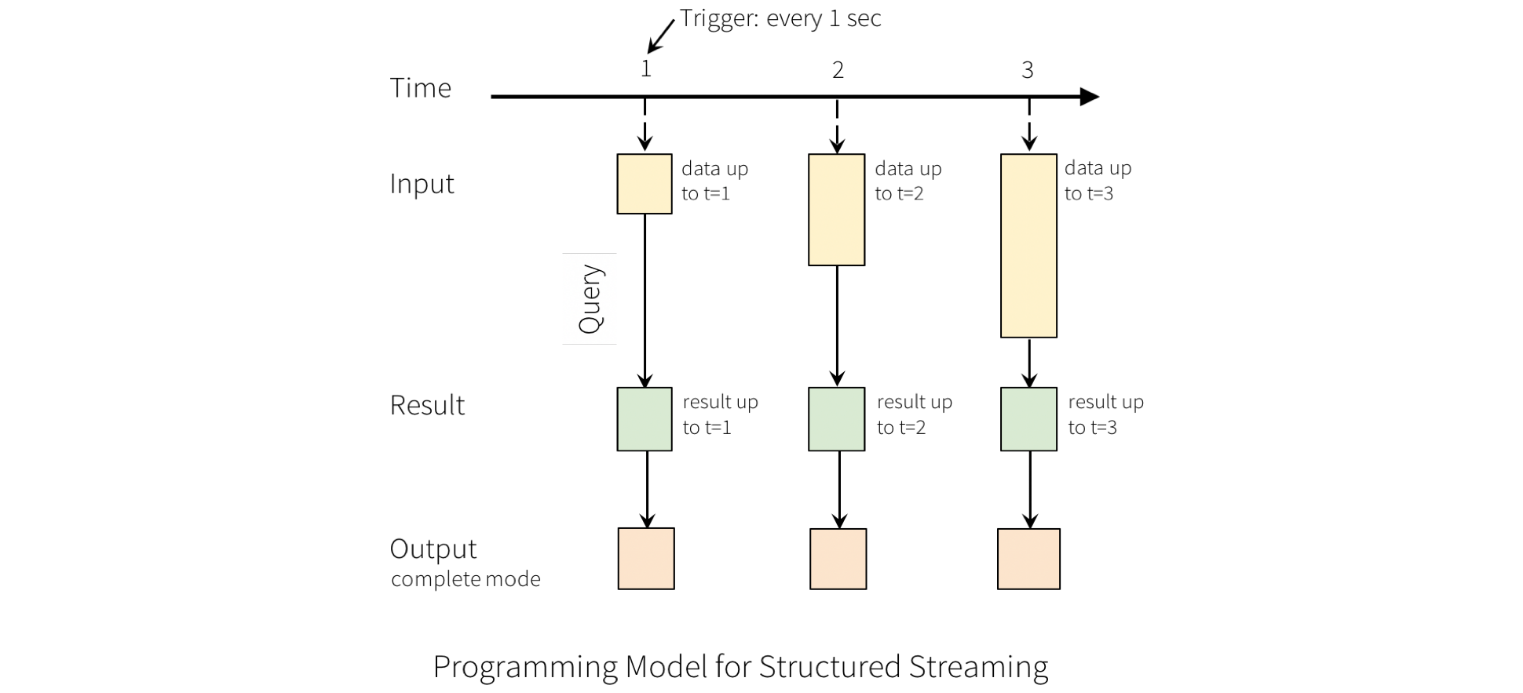 Trigger: every 1 sec
1
2
3
Time
Input
data up
to t=1
data up
to t=2
data up
to t=3
Query
Result
result up
to t=1
result up
to t=2
result up
to t=3
Output
complete mode
Programming Model for Structured Streaming